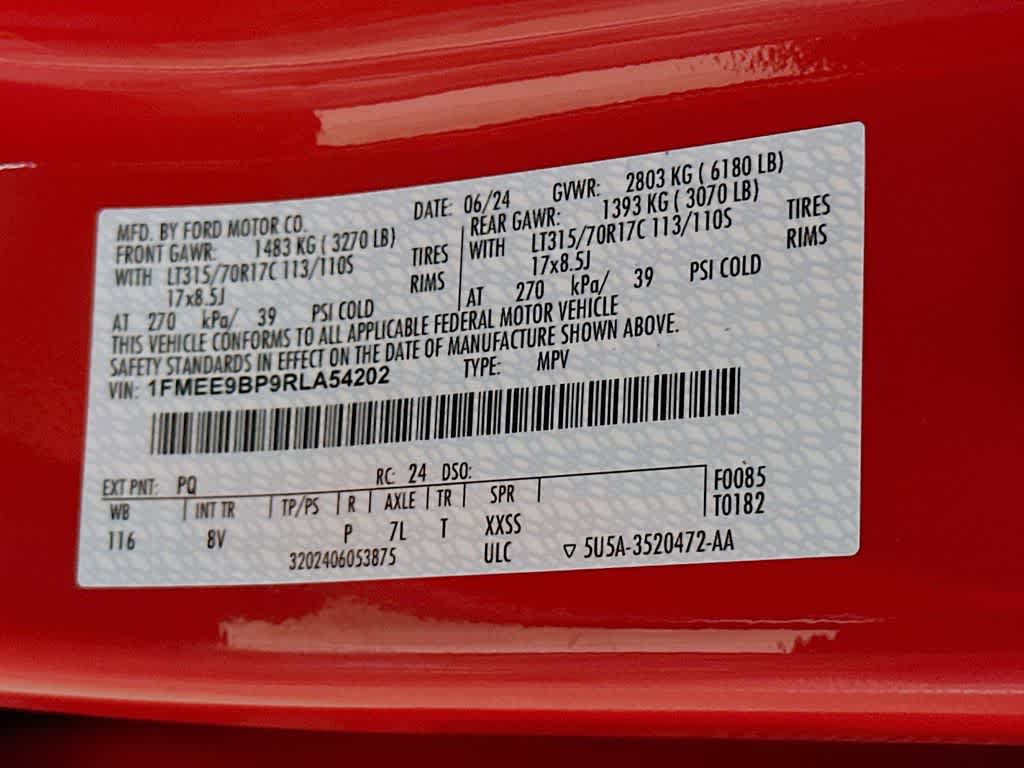 MFD. BY FORD MOTOR CO. DATE: 06/24 GVWR: 2803 KG ( 6180 LB)
FRONT GAWR: 1483 KG ( 3270 LB) REAR GAWR: 1393 KG ( 3070 LB)
WITH LT315/70R17C 113/110S TIRES WITH LT315/70R17C 113/110S TIRES
17x8.5J RIMS 17x8.5J RIMS
AT 270 kPa/ 39 PSI COLD AT 270 kPa/ 39 PSI COLD
THIS VEHICLE CONFORMS TO ALL APPLICABLE FEDERAL MOTOR VEHICLE
SAFETY STANDARDS IN EFFECT ON THE DATE OF MANUFACTURE SHOWN ABOVE.
VIN: 1FMEE9BP9RLA54202 TYPE: MPV
EXT PNT: PQ RC: 24 DSO: F0085
WB INT TR TP/PS R AXLE TR SPR T0182
116 8V P 7L T XXSS
3202406053875 ULC ▽ 5U5A-3520472-AA